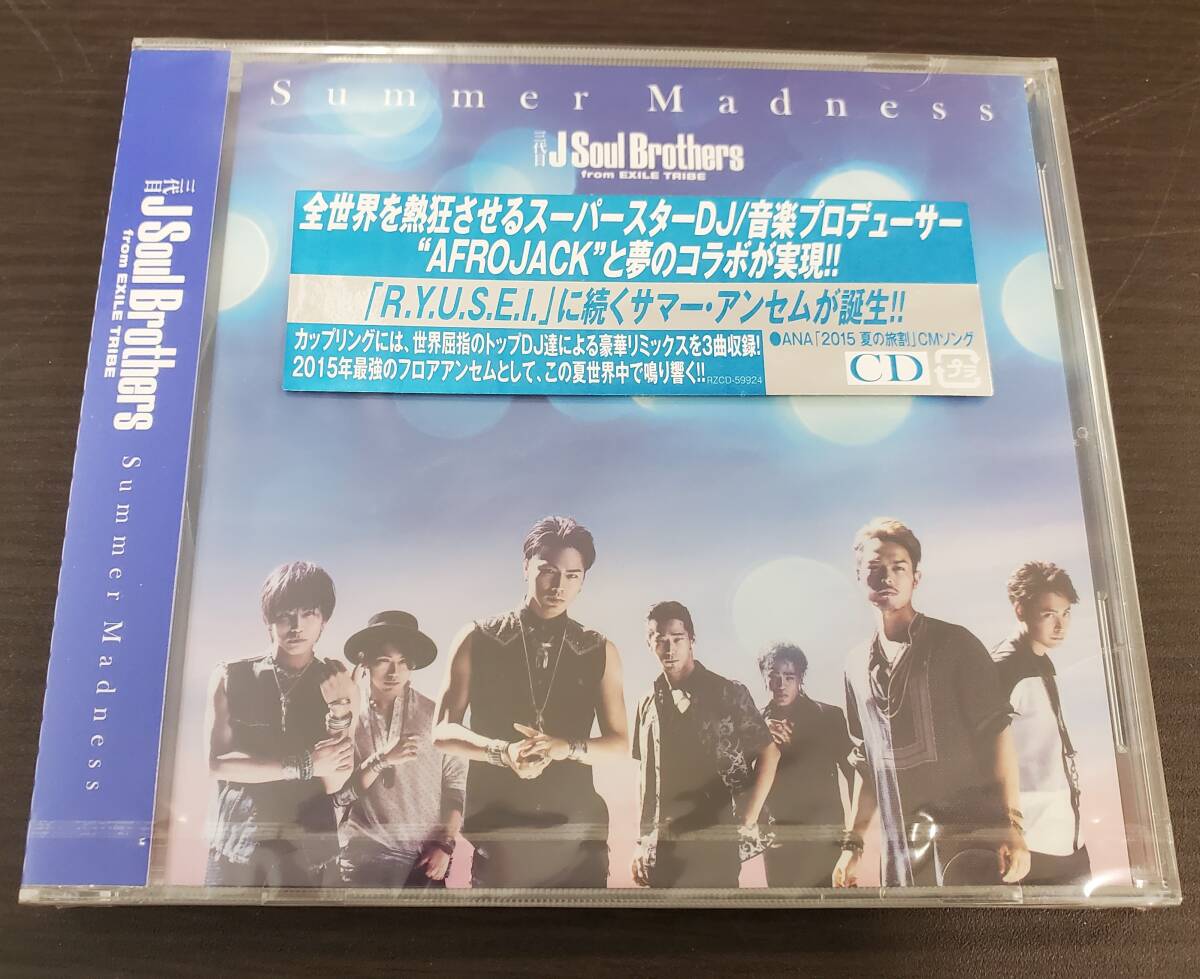 Summer Madness
三代目 J Soul Brothers
from EXILE TRIBE
全世界を熱狂させるスーパースターDJ/音楽プロデューサー
“AFROJACK”と夢のコラボが実現!!
「R.Y.U.S.E.I.」に続くサマー・アンセムが誕生!!
カップリングには、世界屈指のトップDJ達による豪華リミックスを3曲収録!
2015年最強のフロアアンセムとして、この夏世界中で鳴り響く!! RZCD-59924
●ANA「2015 夏の旅割」CMソング
CD
プラ
三代目 J Soul Brothers
from EXILE TRIBE
Summer Madness